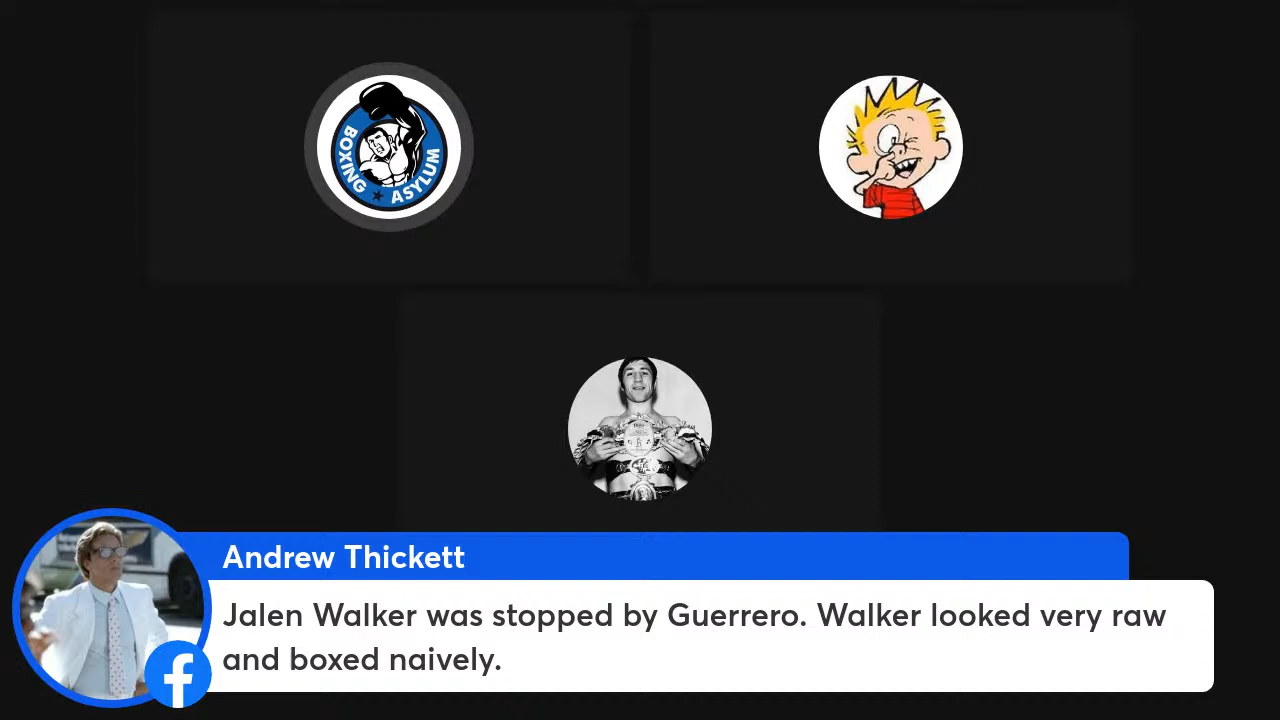 BOXING ASYLUM
Andrew Thickett
Jalen Walker was stopped by Guerrero. Walker looked very raw
and boxed naively.